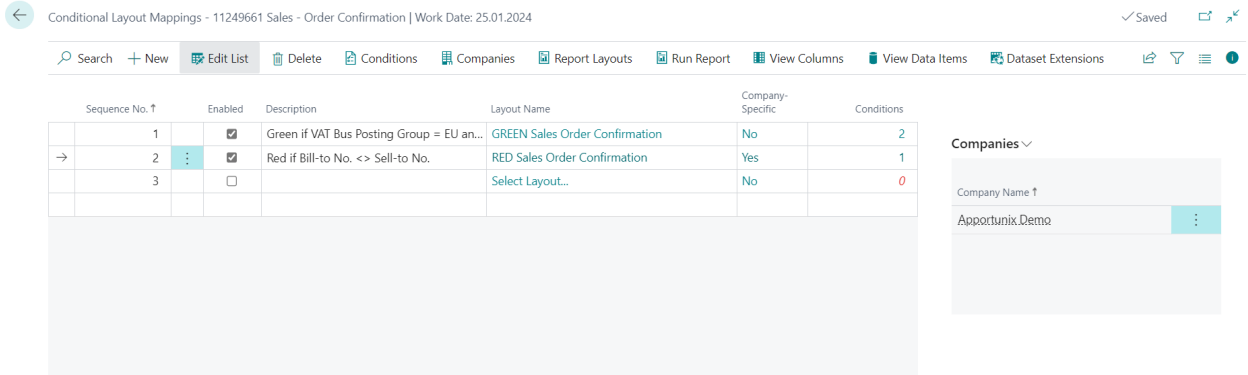 Conditional Layout Mappings - 11249661 Sales - Order Confirmation | Work Date: 25.01.2024
Saved
Search New Edit List Delete Conditions Companies Report Layouts Run Report View Columns View Data Items Dataset Extensions
Sequence No. ↑ Enabled Description Layout Name Company-Specific Conditions
1 Green if VAT Bus Posting Group = EU an... GREEN Sales Order Confirmation No 2
2 Red if Bill-to No. <> Sell-to No. RED Sales Order Confirmation Yes 1
3 Select Layout... No 0
Companies
Company Name ↑
Apportunix Demo